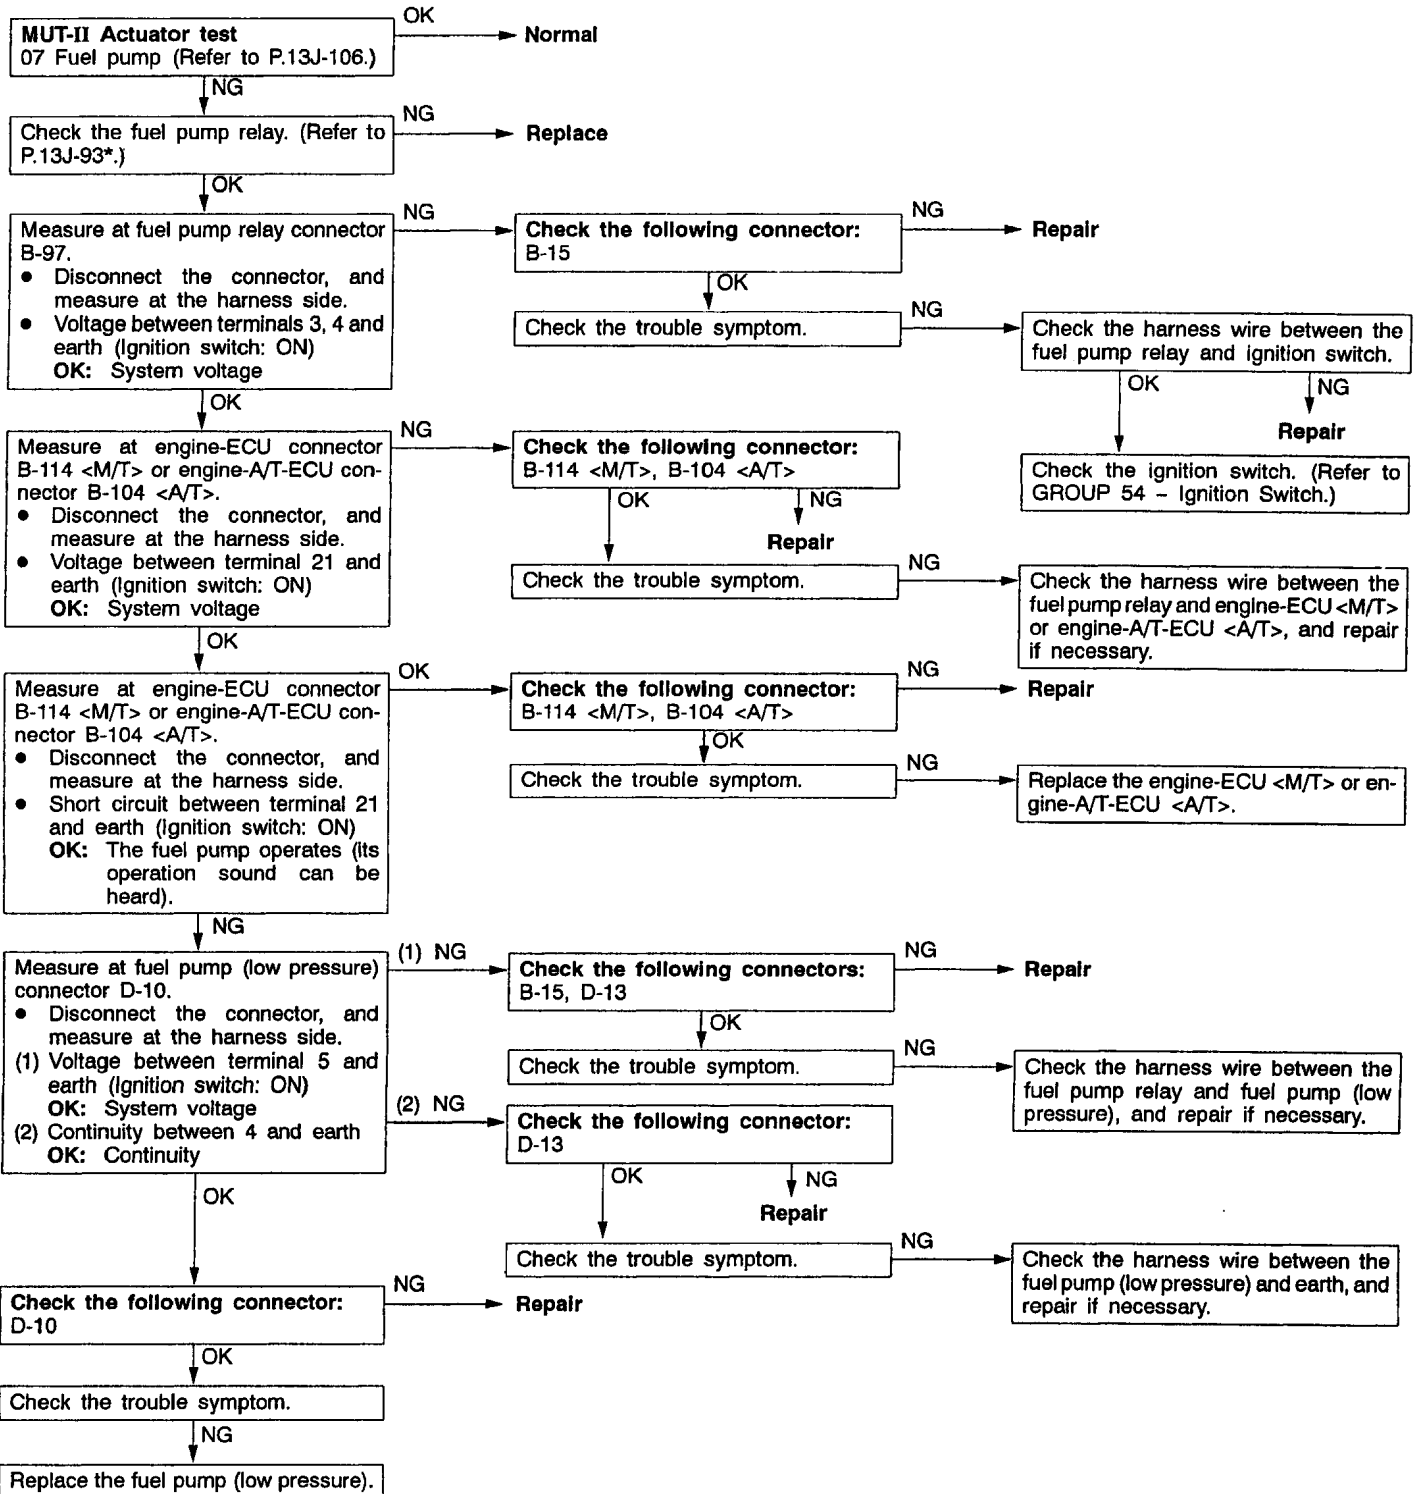 MUT-II Actuator test
07 Fuel pump (Refer to P.13J-106.)
OK
Normal
NG
Check the fuel pump relay. (Refer to
P.13J-93*.)
NG
Replace
OK
Measure at fuel pump relay connector
B-97.
● Disconnect the connector, and
measure at the harness side.
● Voltage between terminals 3, 4 and
earth (Ignition switch: ON)
OK: System voltage
NG
Check the following connector:
B-15
NG
Repair
OK
Check the trouble symptom.
NG
Check the harness wire between the
fuel pump relay and ignition switch.
OK
NG
Repair
Check the ignition switch. (Refer to
GROUP 54 – Ignition Switch.)
OK
Measure at engine-ECU connector
B-114 <M/T> or engine-A/T-ECU con-
nector B-104 <A/T>.
● Disconnect the connector, and
measure at the harness side.
● Voltage between terminal 21 and
earth (Ignition switch: ON)
OK: System voltage
NG
Check the following connector:
B-114 <M/T>, B-104 <A/T>
OK
NG
Repair
Check the trouble symptom.
NG
Check the harness wire between the
fuel pump relay and engine-ECU <M/T>
or engine-A/T-ECU <A/T>, and repair
if necessary.
OK
Measure at engine-ECU connector
B-114 <M/T> or engine-A/T-ECU con-
nector B-104 <A/T>.
● Disconnect the connector, and
measure at the harness side.
● Short circuit between terminal 21
and earth (Ignition switch: ON)
OK: The fuel pump operates (its
operation sound can be
heard).
OK
Check the following connector:
B-114 <M/T>, B-104 <A/T>
NG
Repair
OK
Check the trouble symptom.
NG
Replace the engine-ECU <M/T> or en-
gine-A/T-ECU <A/T>.
NG
Measure at fuel pump (low pressure)
connector D-10.
● Disconnect the connector, and
measure at the harness side.
(1) Voltage between terminal 5 and
earth (Ignition switch: ON)
OK: System voltage
(2) Continuity between 4 and earth
OK: Continuity
(1) NG
Check the following connectors:
B-15, D-13
NG
Repair
OK
Check the trouble symptom.
NG
Check the harness wire between the
fuel pump relay and fuel pump (low
pressure), and repair if necessary.
(2) NG
Check the following connector:
D-13
OK
NG
Repair
Check the trouble symptom.
NG
Check the harness wire between the
fuel pump (low pressure) and earth, and
repair if necessary.
OK
Check the following connector:
D-10
NG
Repair
OK
Check the trouble symptom.
NG
Replace the fuel pump (low pressure).